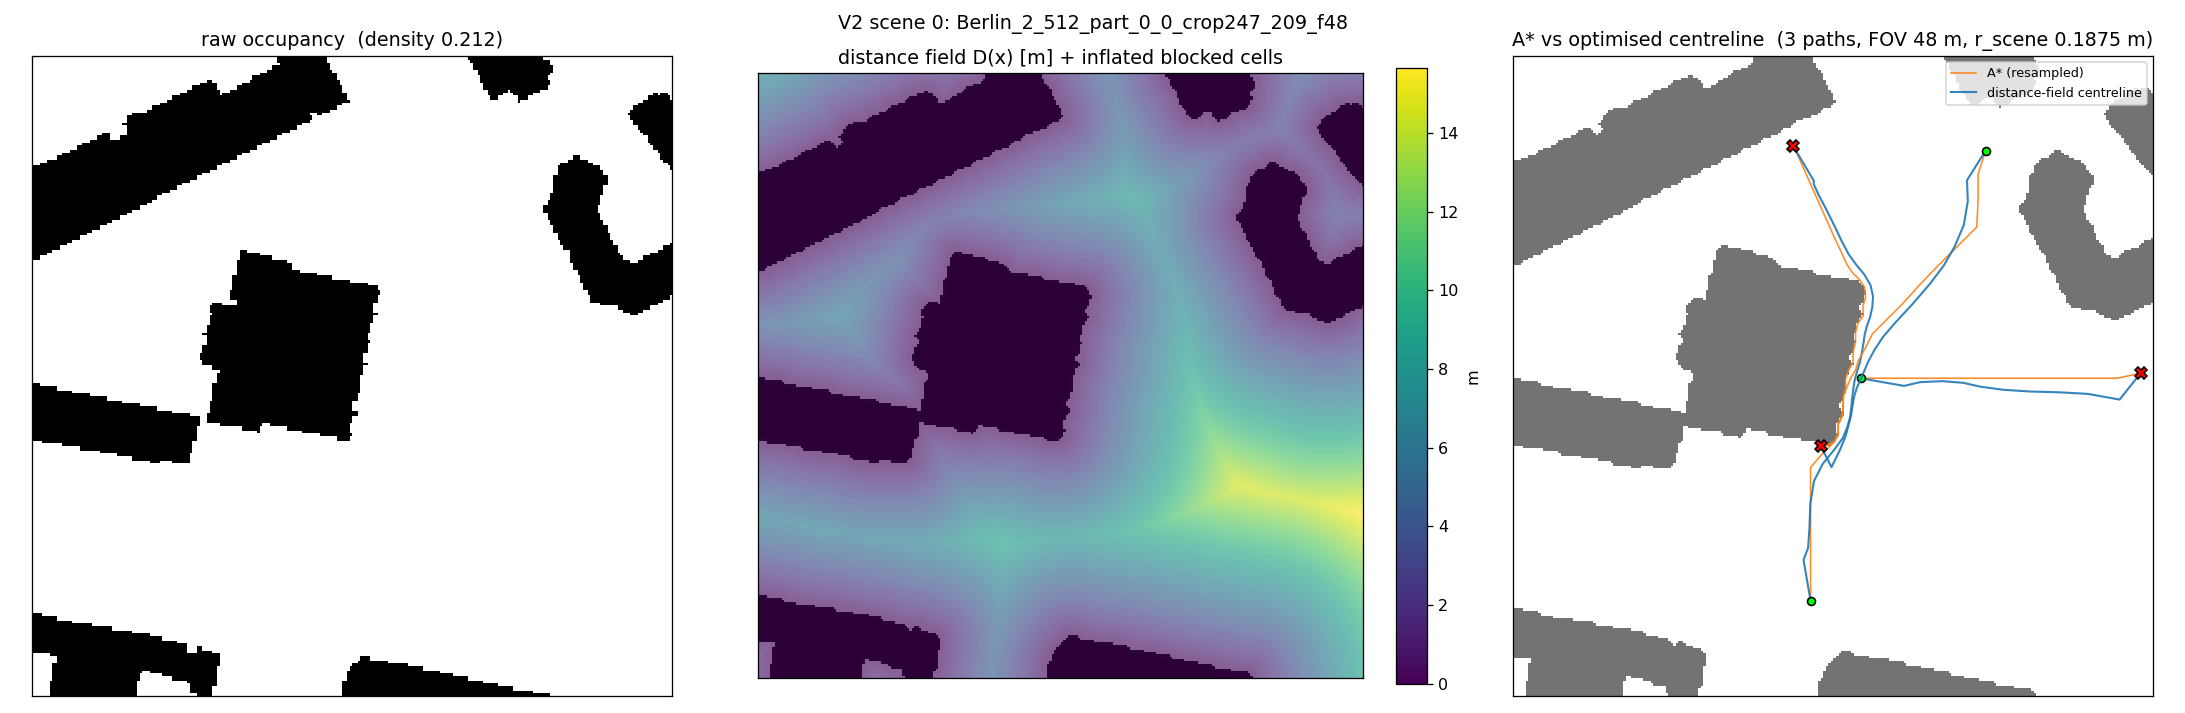 raw occupancy  (density 0.212)
V2 scene 0: Berlin_2_512_part_0_0_crop247_209_f48
distance field D(x) [m] + inflated blocked cells
14
12
10
8
6
4
2
0
m
A* vs optimised centreline  (3 paths, FOV 48 m, r_scene 0.1875 m)
A* (resampled)
distance-field centreline